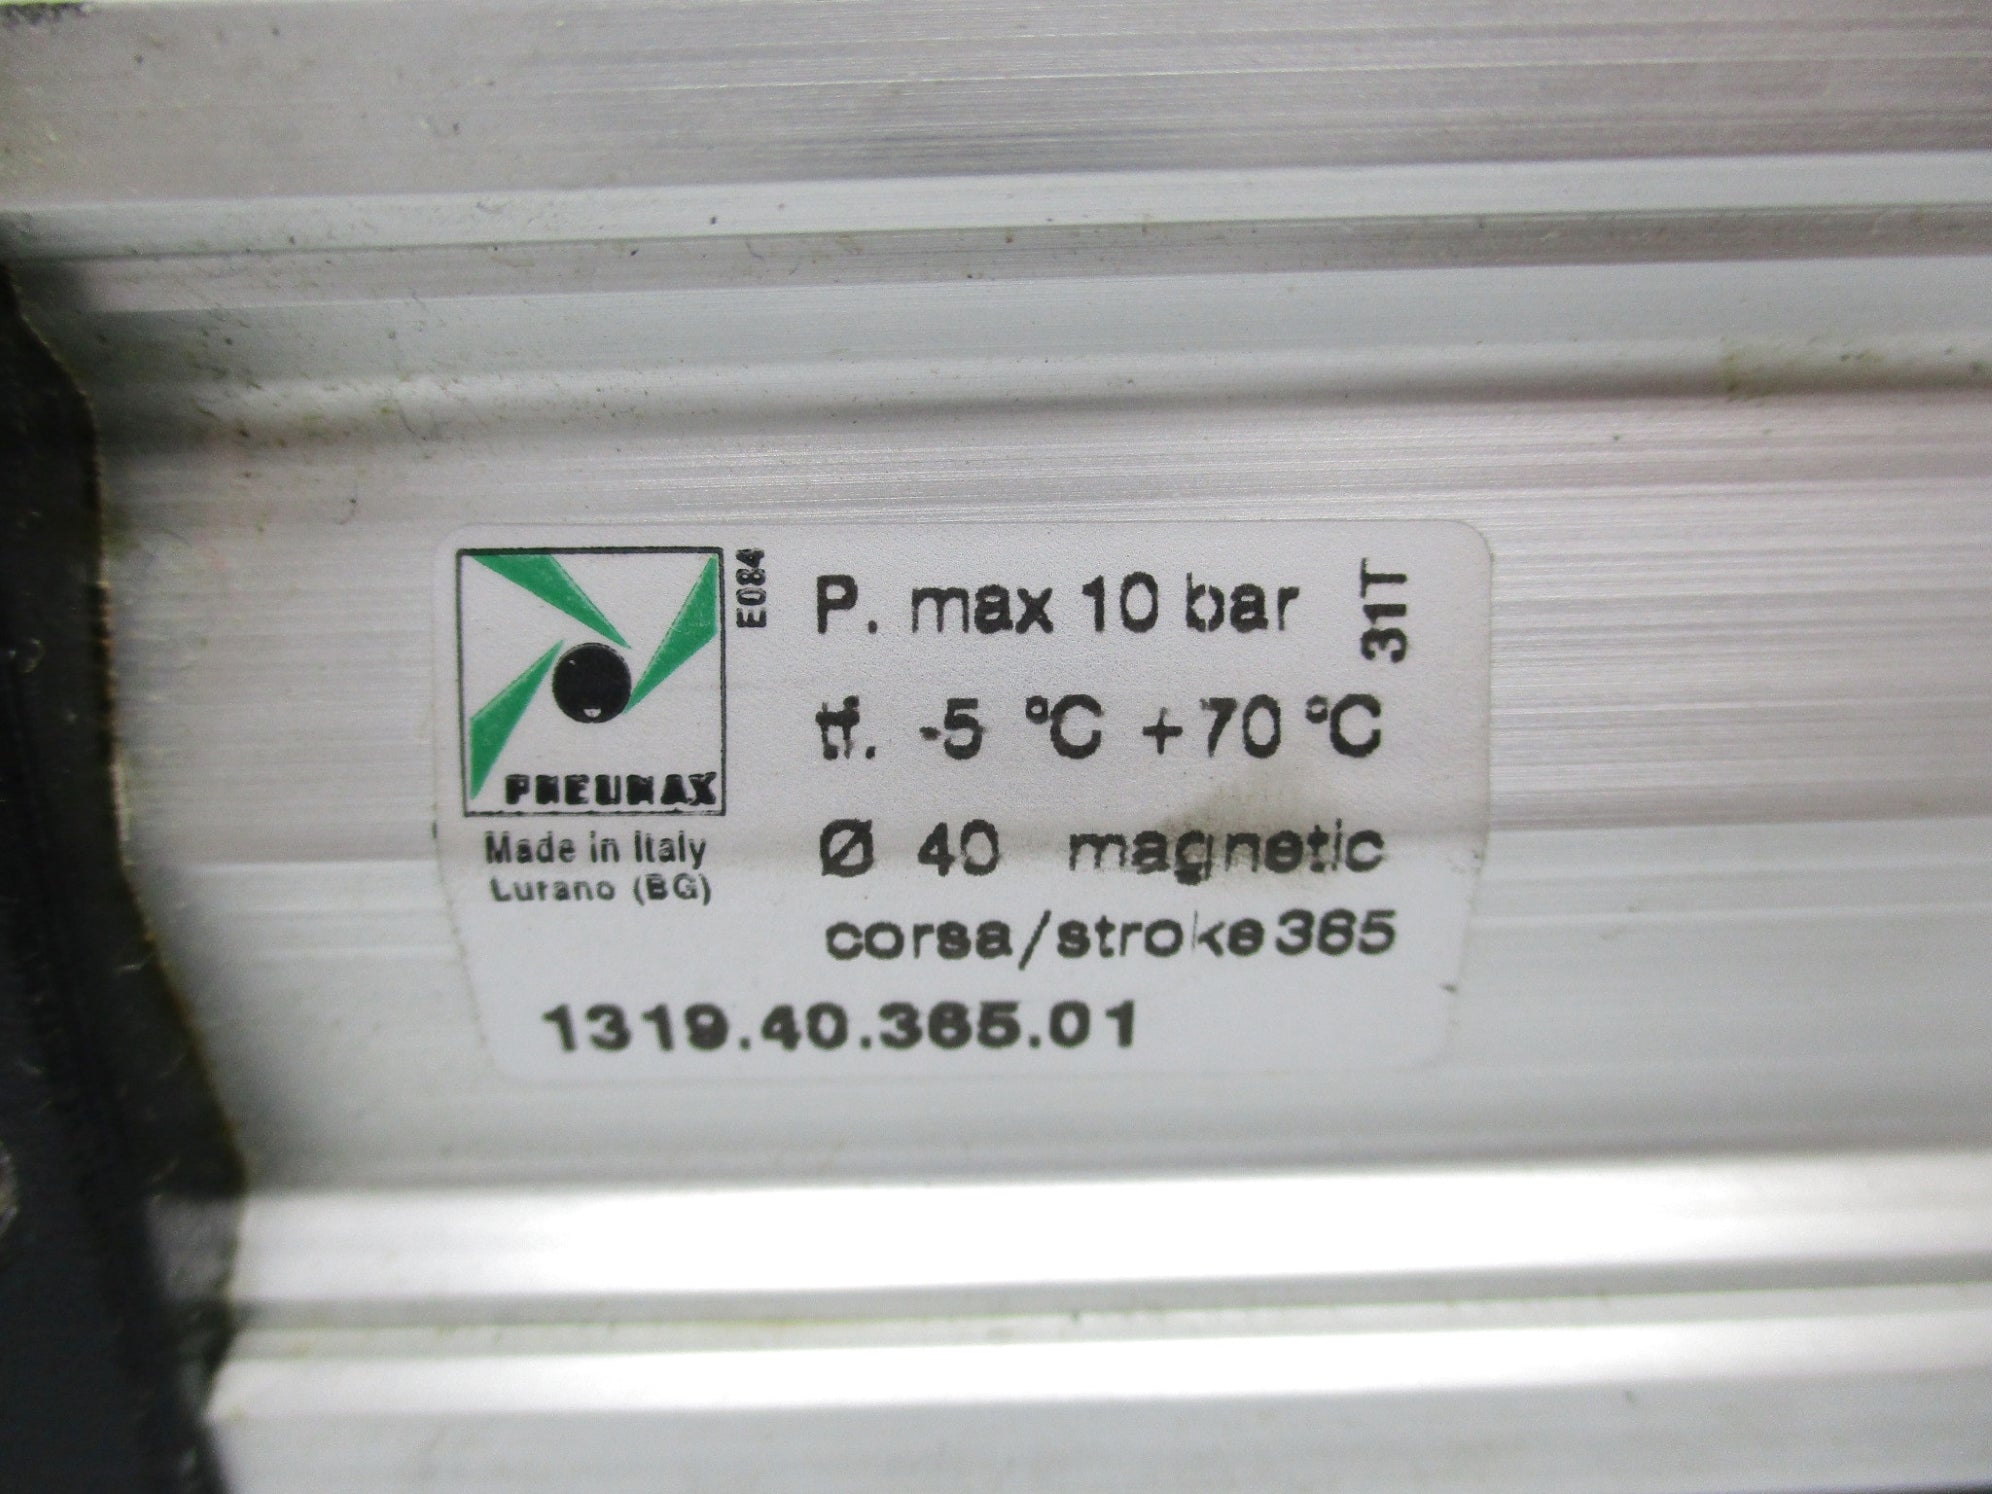 PNEUMAX
E084
Made in Italy
Lurano (BG)
P. max 10 bar
31T
tf. -5 °C +70 °C
Ø 40 magnetic
corsa/stroke 365
1319.40.365.01